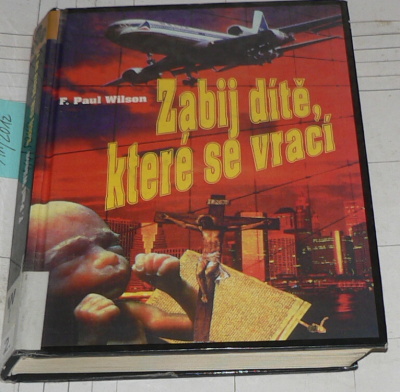 F. Paul Wilson
Zabij dítě,
které se vrací